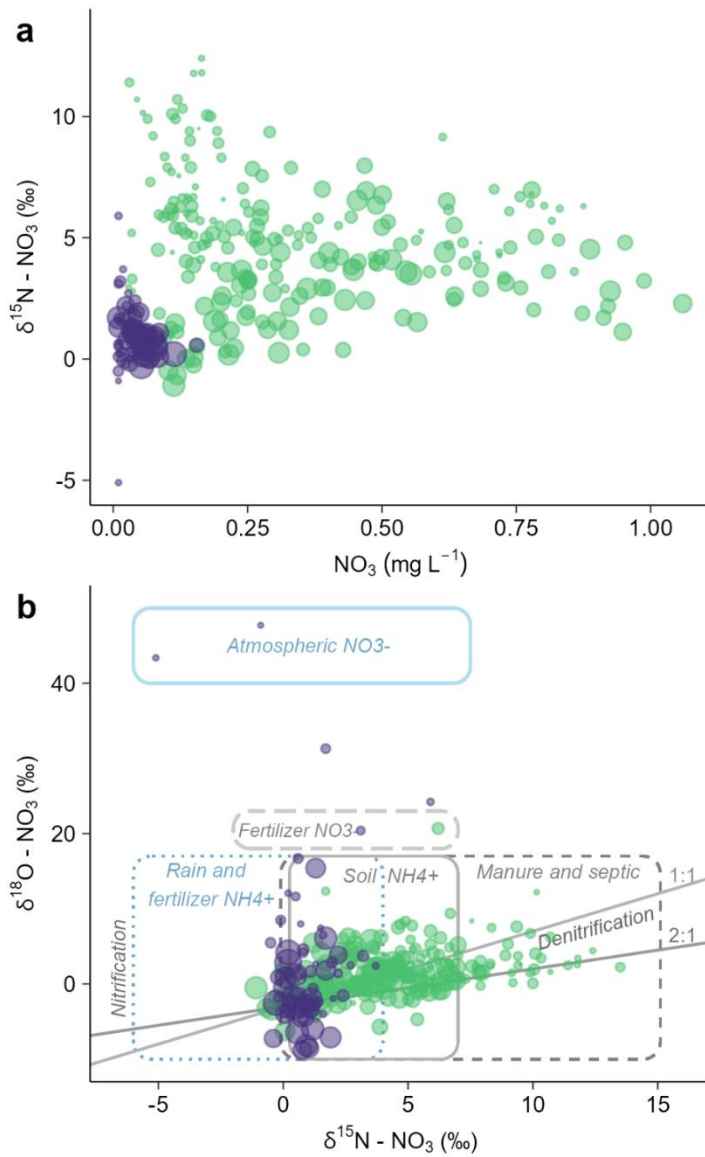 a
10
5
0
-5
δ¹⁵N - NO₃ (‰)
0.00 0.25 0.50 0.75 1.00
NO₃ (mg L⁻¹)
b
Atmospheric NO3-
40
δ¹⁸O - NO₃ (‰)
20
Fertilizer NO3-
Rain and
fertilizer NH4+
Soil NH4+
Manure and septic
1:1
Denitrification
2:1
Nitrification
0
-5 0 5 10 15
δ¹⁵N - NO₃ (‰)